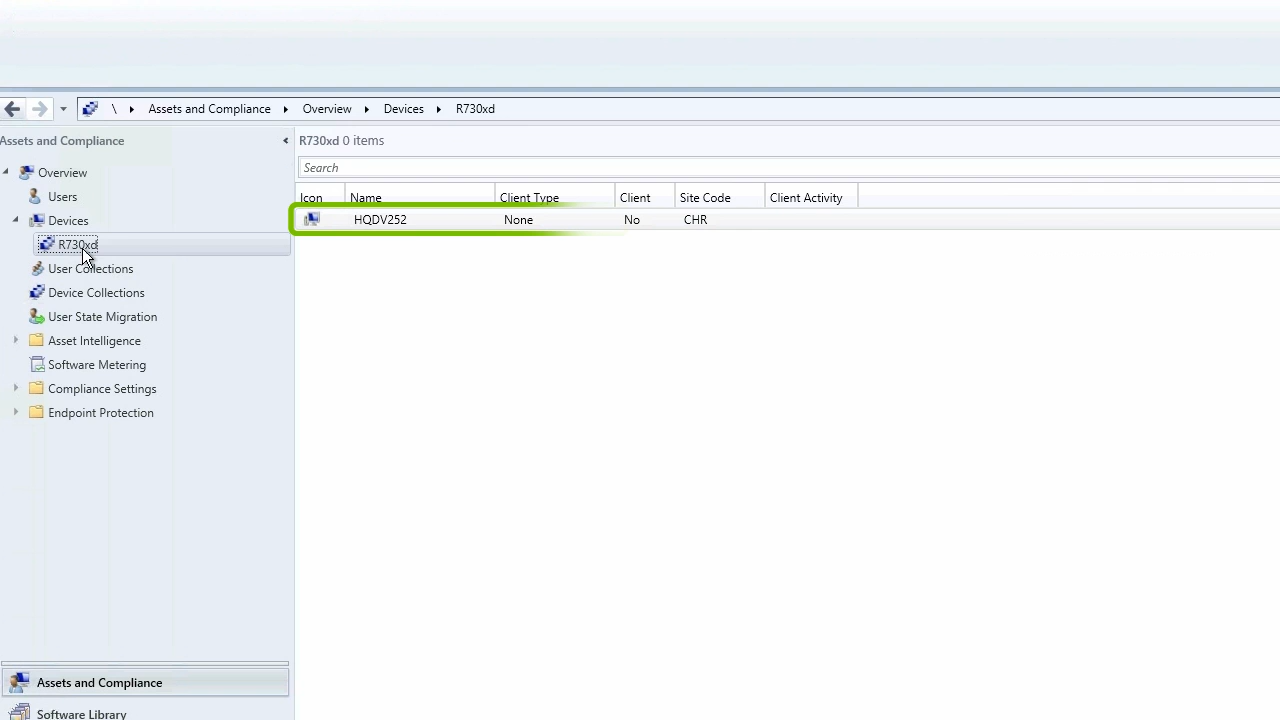 \ Assets and Compliance Overview Devices R730xd
Assets and Compliance
Overview
Users
Devices
R730xd
User Collections
Device Collections
User State Migration
Asset Intelligence
Software Metering
Compliance Settings
Endpoint Protection
Assets and Compliance
Software Library
R730xd 0 items
Search
Icon Name Client Type Client Site Code Client Activity
HQDV252 None No CHR